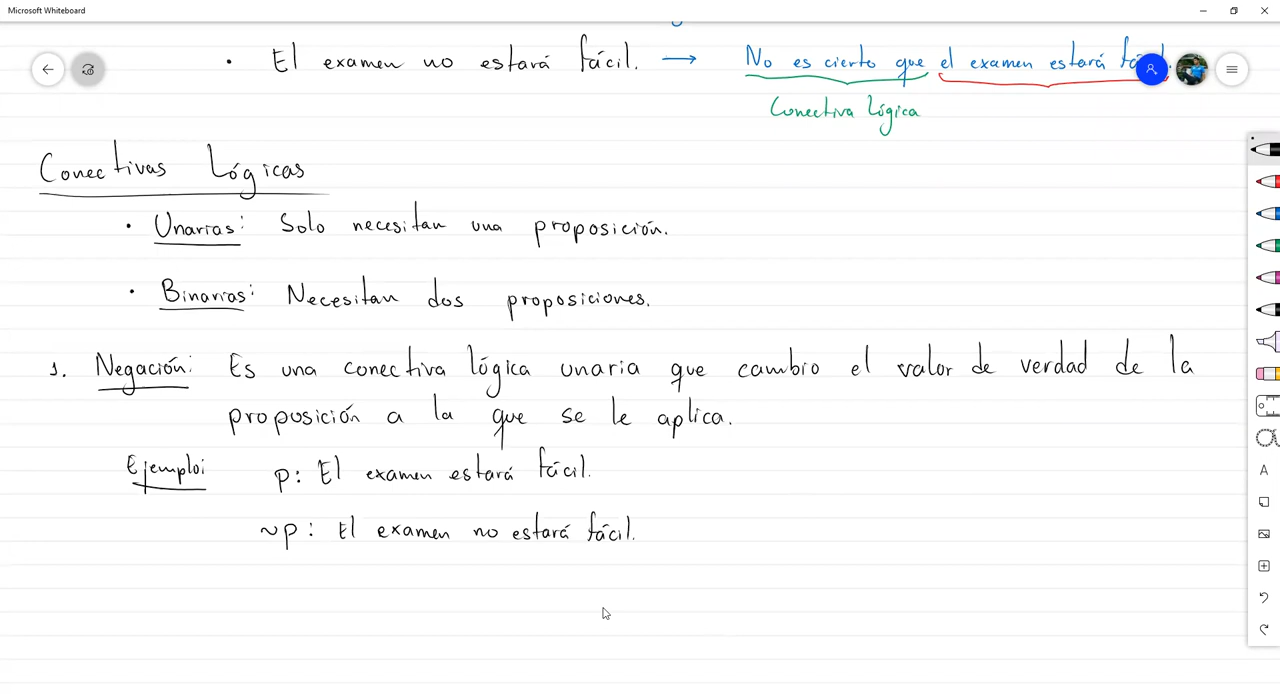 Microsoft Whiteboard
· El examen no estará fácil. → No es cierto que el examen estará
Conectiva Lógica
Conectivas Lógicas
· Unarias: Solo necesitan una proposición.
· Binarias: Necesitan dos proposiciones.
1. Negación: Es una conectiva lógica unaria que cambio el valor de verdad de la
proposición a la que se le aplica.
Ejemplo: p: El examen estará fácil.
~p: El examen no estará fácil.
A